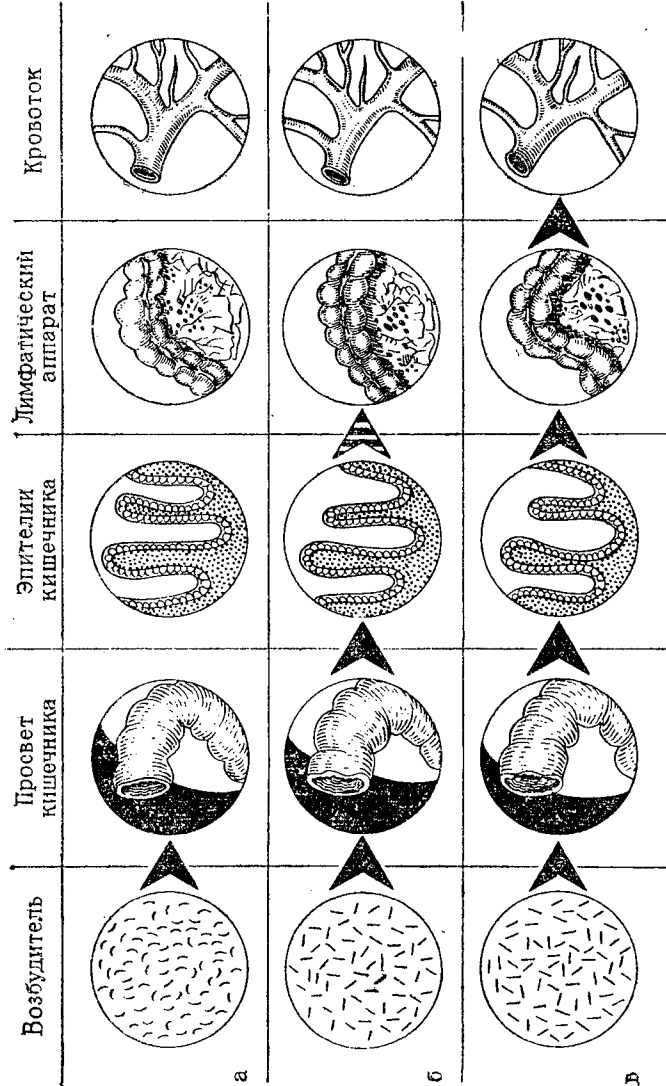 Возбудитель
Просвет
кишечника
Эпителии
кишечника
Лимфатический
аппарат
Кровоток
а
б
в